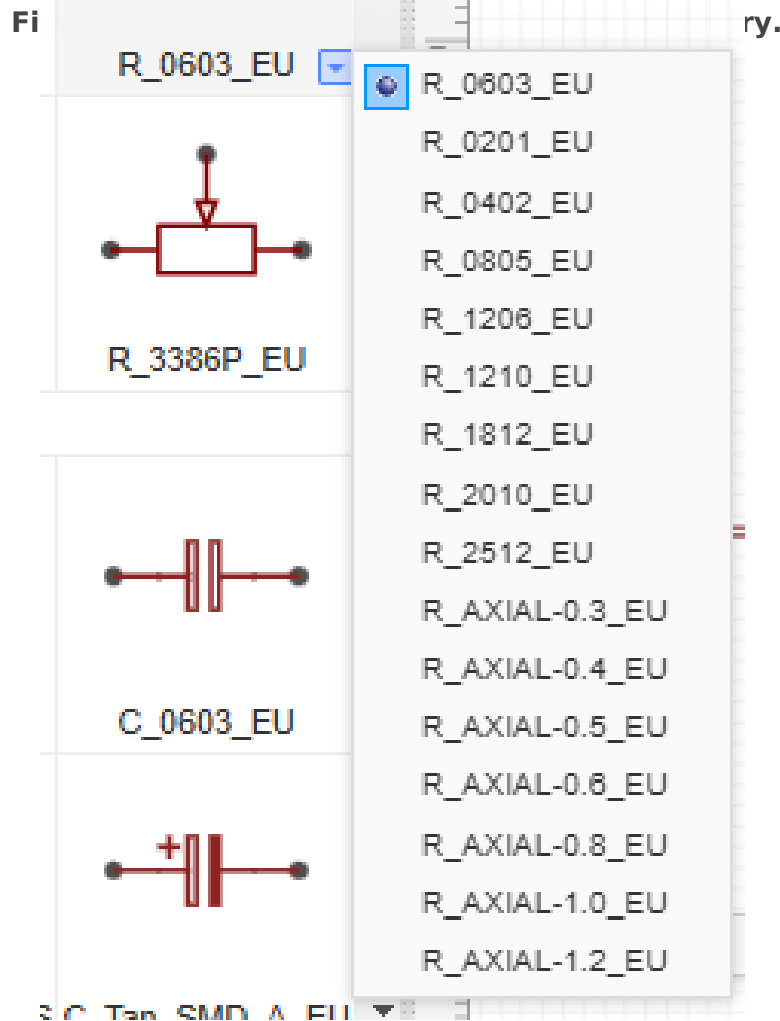 Fi ry.
R_0603_EU
R_0603_EU
R_0201_EU
R_0402_EU
R_0805_EU
R_1206_EU
R_1210_EU
R_1812_EU
R_2010_EU
R_2512_EU
R_AXIAL-0.3_EU
R_AXIAL-0.4_EU
R_AXIAL-0.5_EU
R_AXIAL-0.6_EU
R_AXIAL-0.8_EU
R_AXIAL-1.0_EU
R_AXIAL-1.2_EU
R_3386P_EU
C_0603_EU
+
C_Tan_SMD_A_EU